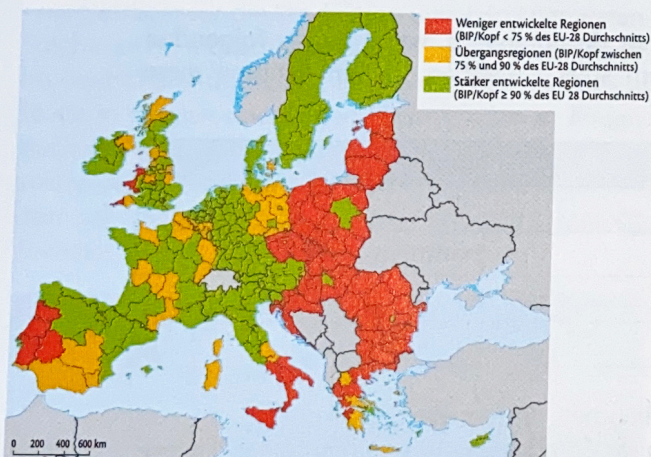 Weniger entwickelte Regionen
(BIP/Kopf < 75 % des EU-28 Durchschnitts)
Übergangsregionen (BIP/Kopf zwischen
75 % und 90 % des EU-28 Durchschnitts)
Stärker entwickelte Regionen
(BIP/Kopf ≥ 90 % des EU-28 Durchschnitts)
0 200 400 600 km